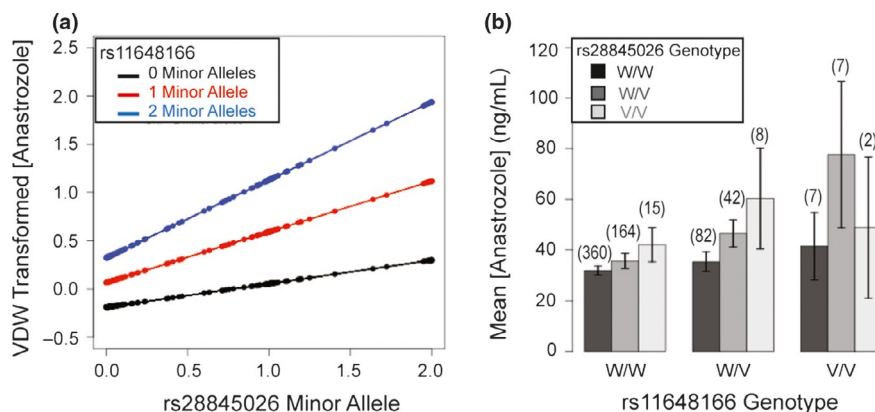 (a)
2.5
2.0
1.5
1.0
0.5
0.0
–0.5
VDW Transformed [Anastrozole]
rs11648166
0 Minor Alleles
1 Minor Allele
2 Minor Alleles
0.0 0.5 1.0 1.5 2.0
rs28845026 Minor Allele
(b)
120
100
80
60
40
20
0
Mean [Anastrozole] (ng/mL)
rs28845026 Genotype
W/W
W/V
V/V
(360) (164) (15) (82) (42) (8) (7) (7) (2)
W/W W/V V/V
rs11648166 Genotype